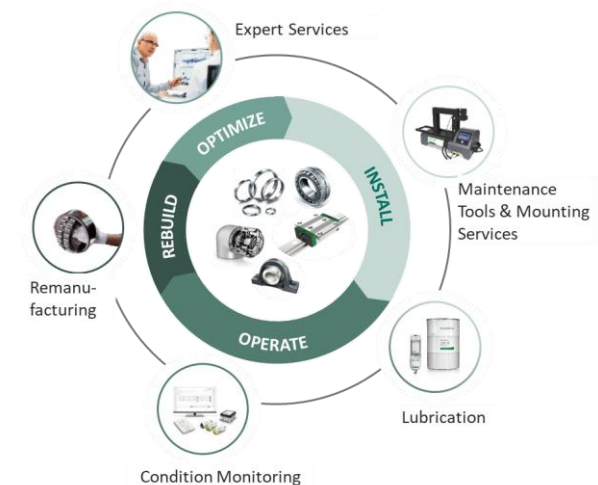 Expert Services
OPTIMIZE
INSTALL
Maintenance
Tools & Mounting
Services
REBUILD
Remanu-
facturing
OPERATE
Lubrication
Condition Monitoring